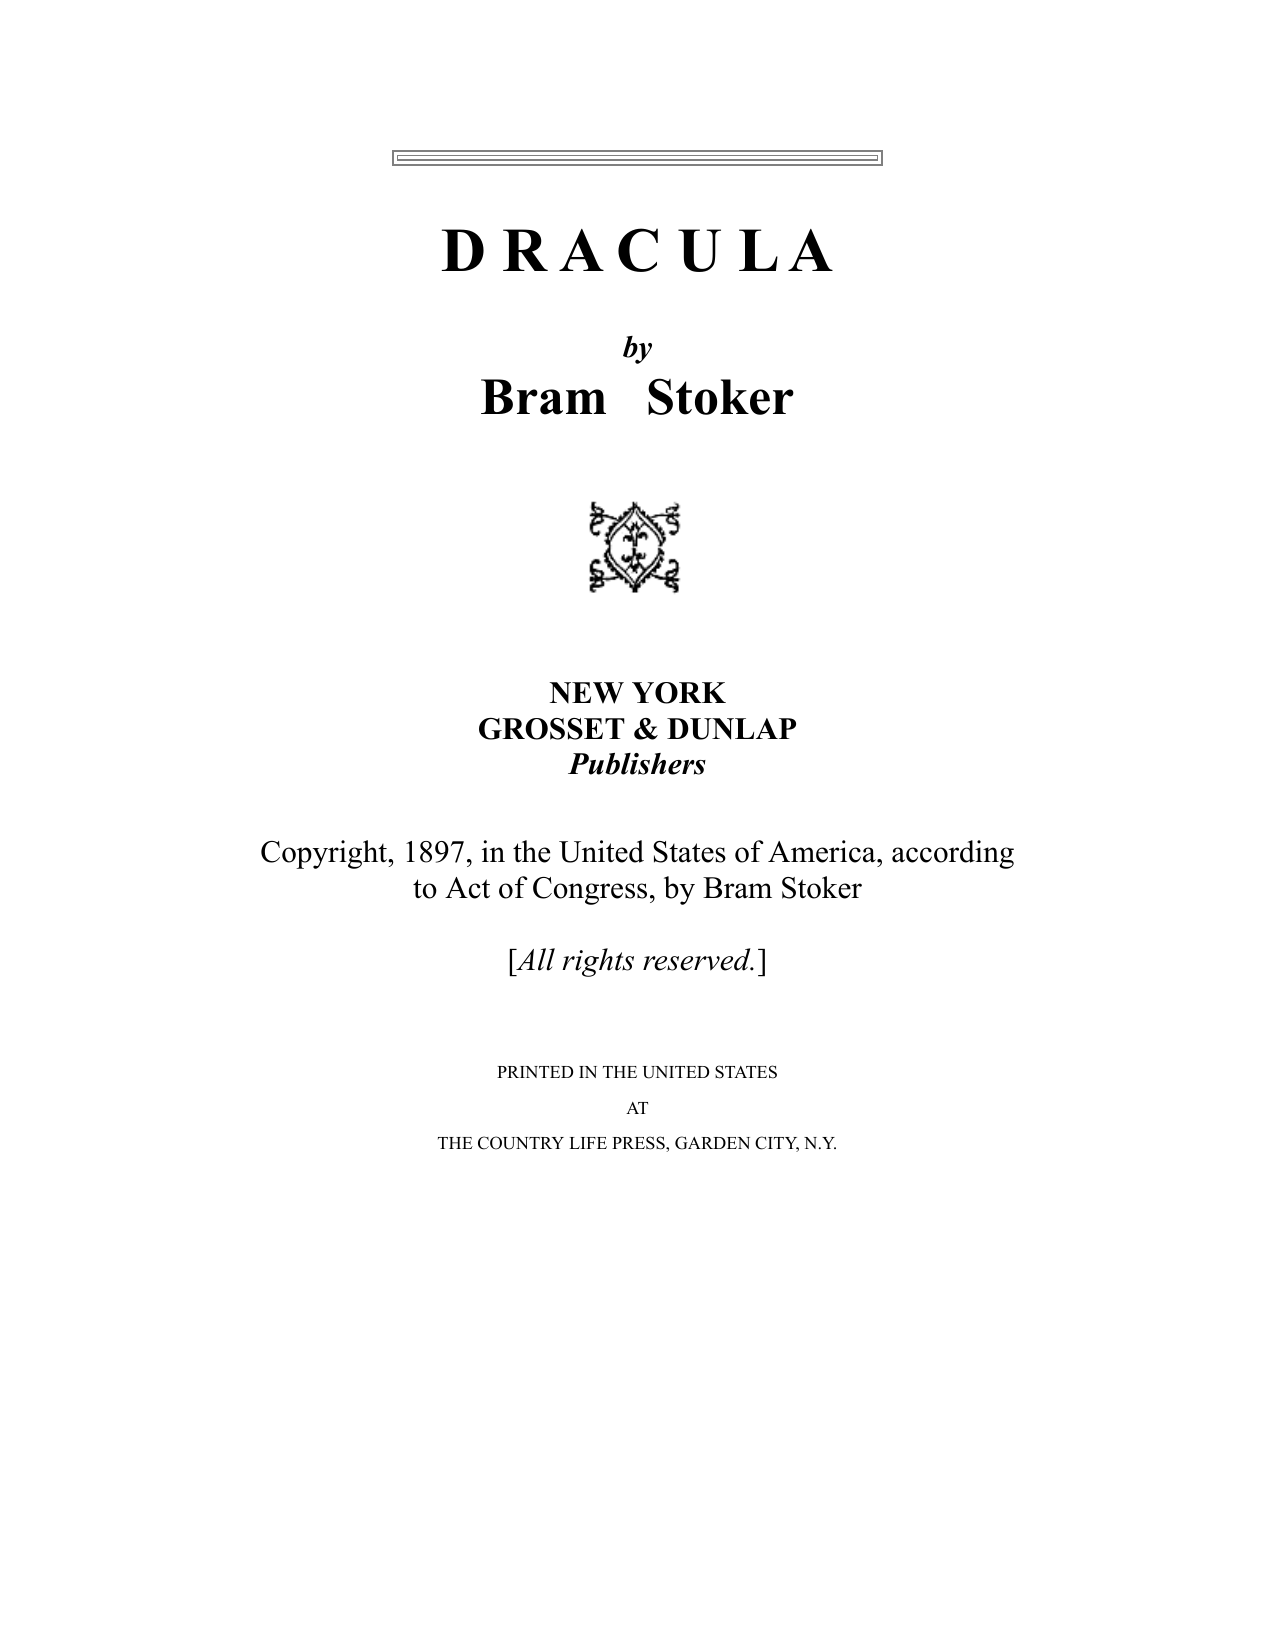 DRACULA
by
Bram Stoker
NEW YORK
GROSSET & DUNLAP
Publishers
Copyright, 1897, in the United States of America, according
to Act of Congress, by Bram Stoker
[All rights reserved.]
PRINTED IN THE UNITED STATES
AT
THE COUNTRY LIFE PRESS, GARDEN CITY, N.Y.